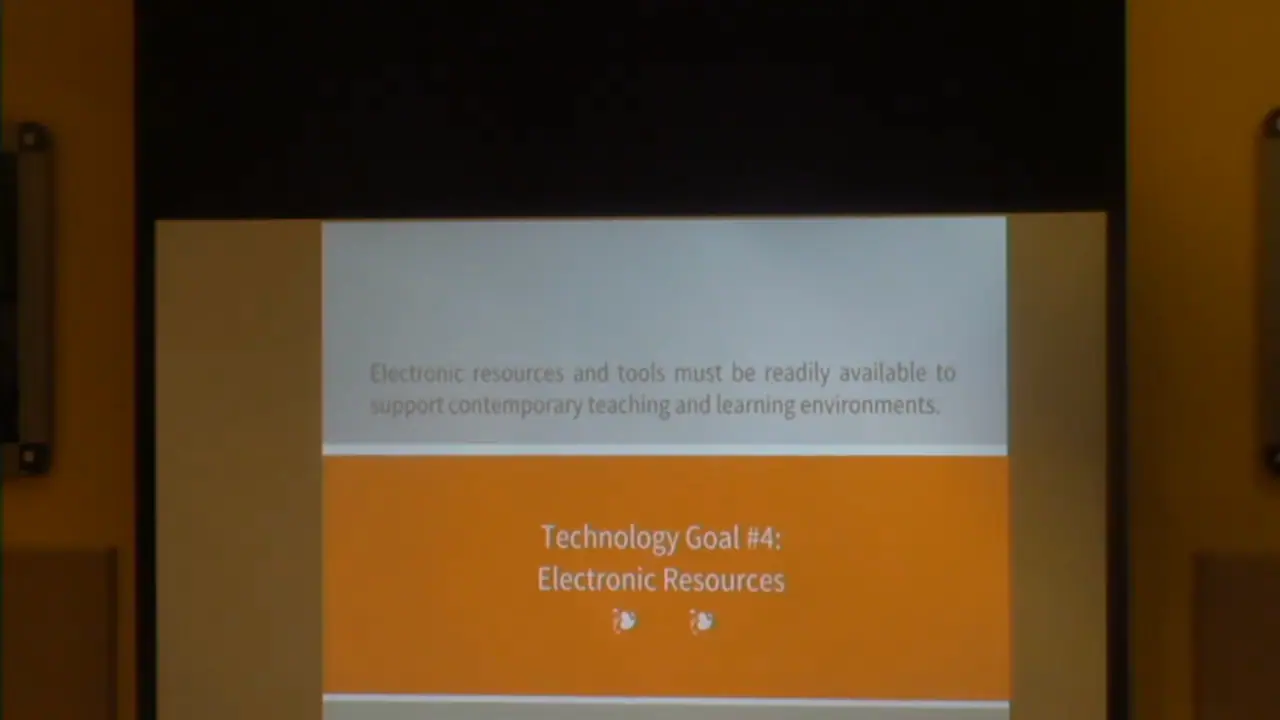 Electronic resources and tools must be readily available to
support contemporary teaching and learning environments.
Technology Goal #4:
Electronic Resources